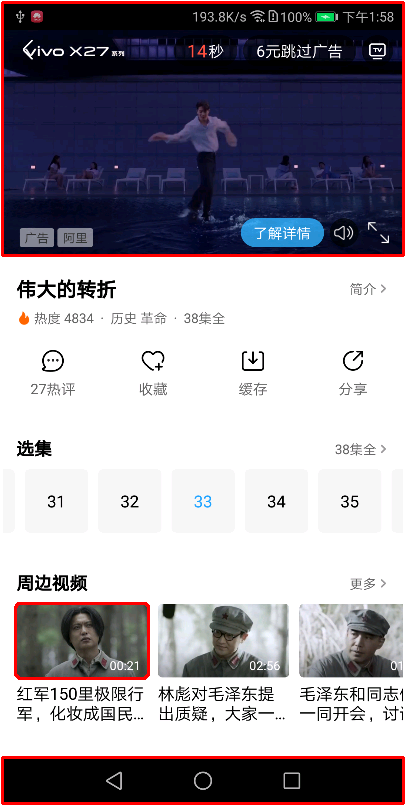 193.8K/s 100% 下午1:58
vivo X27系列 14秒 6元跳过广告 TV
广告 阿里 了解详情
伟大的转折 简介
热度 4834 · 历史 革命 · 38集全
27热评 收藏 缓存 分享
选集 38集全
31 32 33 34 35
周边视频 更多
00:21 02:56 01
红军150里极限行 林彪对毛泽东提 毛泽东和同志
军，化妆成国民... 出质疑，大家一... 一同开会，讨